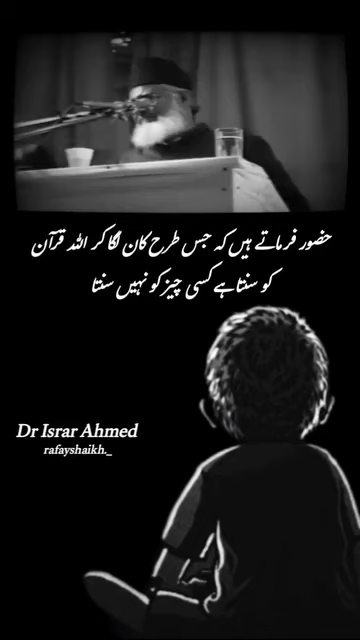 حضور فرماتے ہیں کہ جس طرح کان لگا کر اللہ قرآن
کو سنتا ہے کسی چیز کو نہیں سنتا
Dr Israr Ahmed
rafayshaikh._